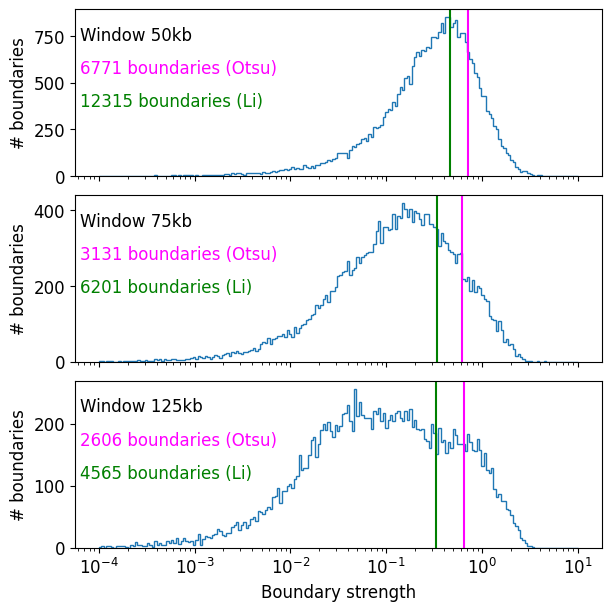 Window 50kb
6771 boundaries (Otsu)
12315 boundaries (Li)
# boundaries
750
500
250
0
Window 75kb
3131 boundaries (Otsu)
6201 boundaries (Li)
# boundaries
400
200
0
Window 125kb
2606 boundaries (Otsu)
4565 boundaries (Li)
# boundaries
200
100
0
10⁻⁴ 10⁻³ 10⁻² 10⁻¹ 10⁰ 10¹
Boundary strength